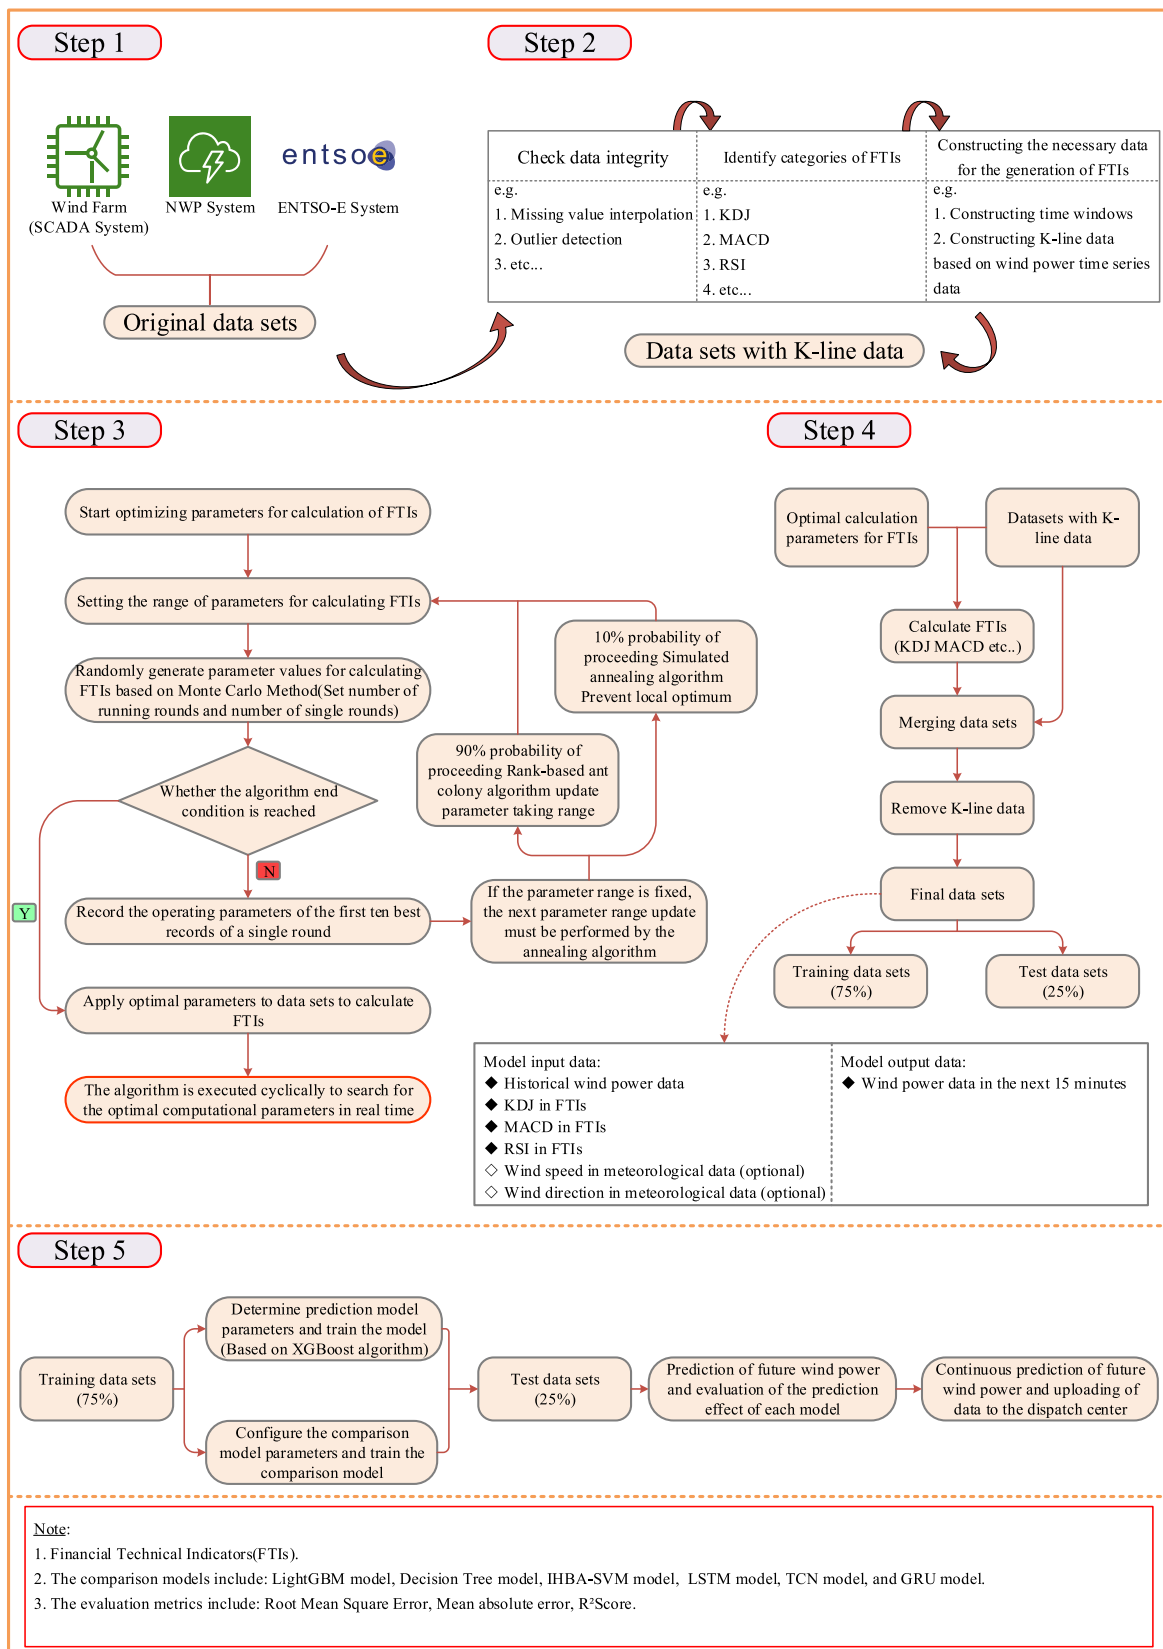 Step 1
entsoe
Wind Farm
(SCADA System)
NWP System
ENTSO-E System
Original data sets
Step 2
Check data integrity
e.g.
1. Missing value interpolation
2. Outlier detection
3. etc...
Identify categories of FTIs
e.g.
1. KDJ
2. MACD
3. RSI
4. etc...
Constructing the necessary data
for the generation of FTIs
e.g.
1. Constructing time windows
2. Constructing K-line data
based on wind power time series
data
Data sets with K-line data
Step 3
Start optimizing parameters for calculation of FTIs
Setting the range of parameters for calculating FTIs
Randomly generate parameter values for calculating
FTIs based on Monte Carlo Method(Set number of
running rounds and number of single rounds)
Whether the algorithm end
condition is reached
N
Y
Record the operating parameters of the first ten best
records of a single round
If the parameter range is fixed,
the next parameter range update
must be performed by the
annealing algorithm
90% probability of
proceeding Rank-based ant
colony algorithm update
parameter taking range
10% probability of
proceeding Simulated
annealing algorithm
Prevent local optimum
Apply optimal parameters to data sets to calculate
FTIs
The algorithm is executed cyclically to search for
the optimal computational parameters in real time
Step 4
Optimal calculation
parameters for FTIs
Datasets with K-
line data
Calculate FTIs
(KDJ MACD etc..)
Merging data sets
Remove K-line data
Final data sets
Training data sets
(75%)
Test data sets
(25%)
Model input data:
◆ Historical wind power data
◆ KDJ in FTIs
◆ MACD in FTIs
◆ RSI in FTIs
◇ Wind speed in meteorological data (optional)
◇ Wind direction in meteorological data (optional)
Model output data:
◆ Wind power data in the next 15 minutes
Step 5
Training data sets
(75%)
Determine prediction model
parameters and train the model
(Based on XGBoost algorithm)
Configure the comparison
model parameters and train the
comparison model
Test data sets
(25%)
Prediction of future wind power
and evaluation of the prediction
effect of each model
Continuous prediction of future
wind power and uploading of
data to the dispatch center
Note:
1. Financial Technical Indicators(FTIs).
2. The comparison models include: LightGBM model, Decision Tree model, IHBA-SVM model, LSTM model, TCN model, and GRU model.
3. The evaluation metrics include: Root Mean Square Error, Mean absolute error, R²Score.